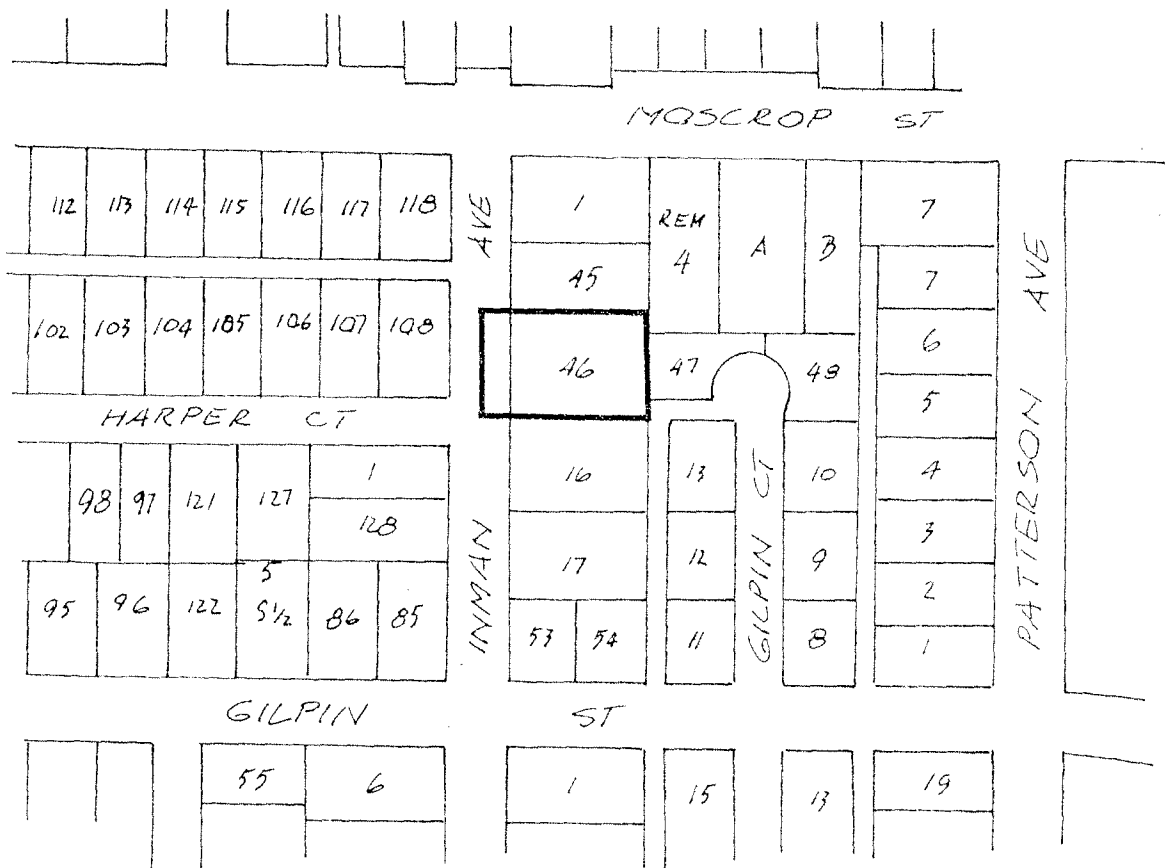 MOSCROP ST
112 113 114 115 116 117 118
AVE
1
REM
4
A
B
7
45
7
AVE
102 103 104 105 106 107 108
46
47
48
6
5
HARPER CT
98 97 121 127
1
128
16
13
10
4
3
GILPIN CT
PATTERSON
INMAN
17
12
9
2
95 96 122
5
S 1/2
86 85
53 54
11
8
1
GILPIN ST
55 6 1 15 13 19